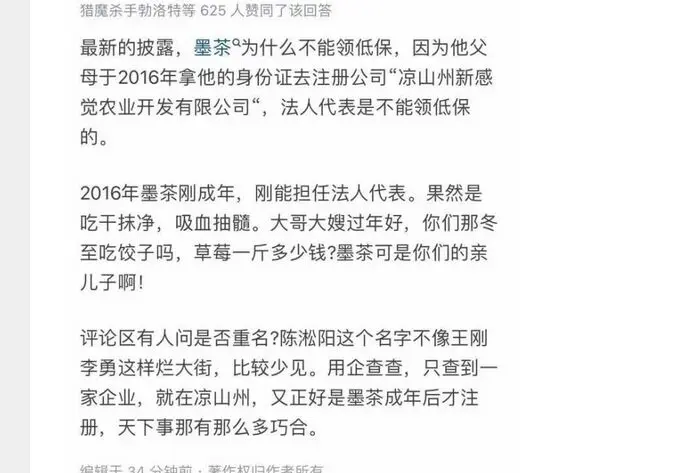 猎魔杀手勃洛特等 625 人赞同了该回答
最新的披露，墨茶为什么不能领低保，因为他父
母于2016年拿他的身份证去注册公司“凉山州新感
觉农业开发有限公司“，法人代表是不能领低保
的。
2016年墨茶刚成年，刚能担任法人代表。果然是
吃干抹净，吸血抽髓。大哥大嫂过年好，你们那冬
至吃饺子吗，草莓一斤多少钱?墨茶可是你们的亲
儿子啊！
评论区有人问是否重名?陈淞阳这个名字不像王刚
李勇这样烂大街，比较少见。用企查查，只查到一
家企业，就在凉山州，又正好是墨茶成年后才注
册，天下事那有那么多巧合。
编辑于 34 分钟前 · 著作权归作者所有